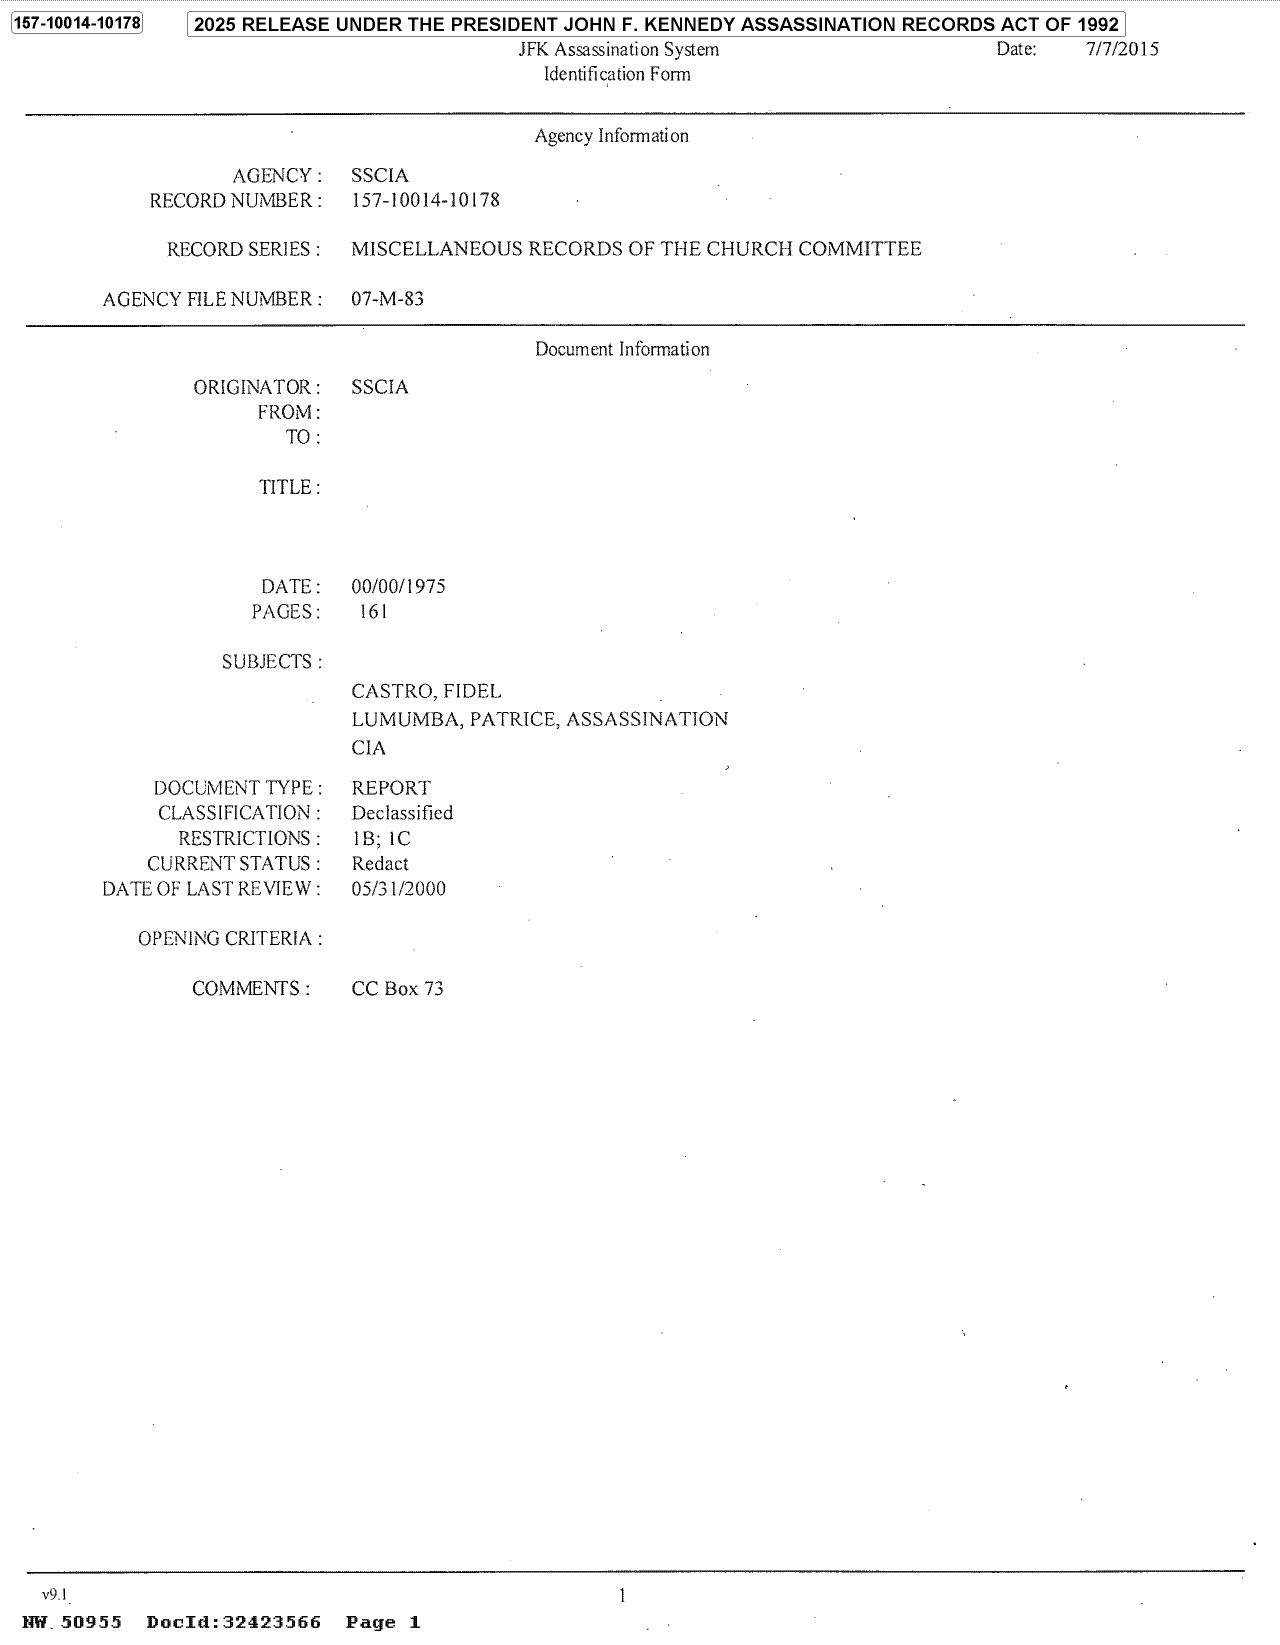 157-10014-10178 2025 RELEASE UNDER THE PRESIDENT JOHN F. KENNEDY ASSASSINATION RECORDS ACT OF 1992
JFK Assassination System Date: 7/7/2015
Identification Form
Agency Information
AGENCY : SSCIA
RECORD NUMBER : 157-10014-10178
RECORD SERIES : MISCELLANEOUS RECORDS OF THE CHURCH COMMITTEE
AGENCY FILE NUMBER : 07-M-83
Document Information
ORIGINATOR : SSCIA
FROM :
TO :
TITLE :
DATE : 00/00/1975
PAGES : 161
SUBJECTS :
CASTRO, FIDEL
LUMUMBA, PATRICE, ASSASSINATION
CIA
DOCUMENT TYPE : REPORT
CLASSIFICATION : Declassified
RESTRICTIONS : 1B; 1C
CURRENT STATUS : Redact
DATE OF LAST REVIEW : 05/31/2000
OPENING CRITERIA :
COMMENTS : CC Box 73
v9.1 1
NW 50955 DocId:32423566 Page 1